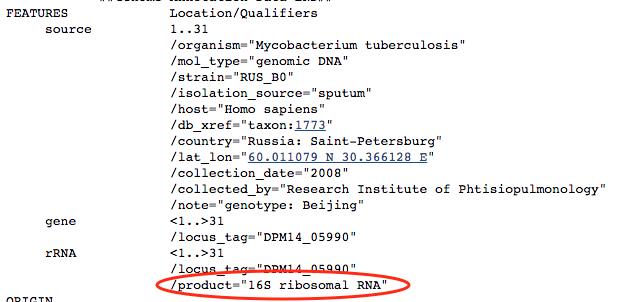 FEATURES Location/Qualifiers
source 1..31
/organism="Mycobacterium tuberculosis"
/mol_type="genomic DNA"
/strain="RUS_B0"
/isolation_source="sputum"
/host="Homo sapiens"
/db_xref="taxon:1773"
/country="Russia: Saint-Petersburg"
/lat_lon="60.011079 N 30.366128 E"
/collection_date="2008"
/collected_by="Research Institute of Phtisiopulmonology"
/note="genotype: Beijing"
gene <1..>31
/locus_tag="DPM14_05990"
rRNA <1..>31
/locus_tag="DPM14_05990"
/product="16S ribosomal RNA"
ORIGIN